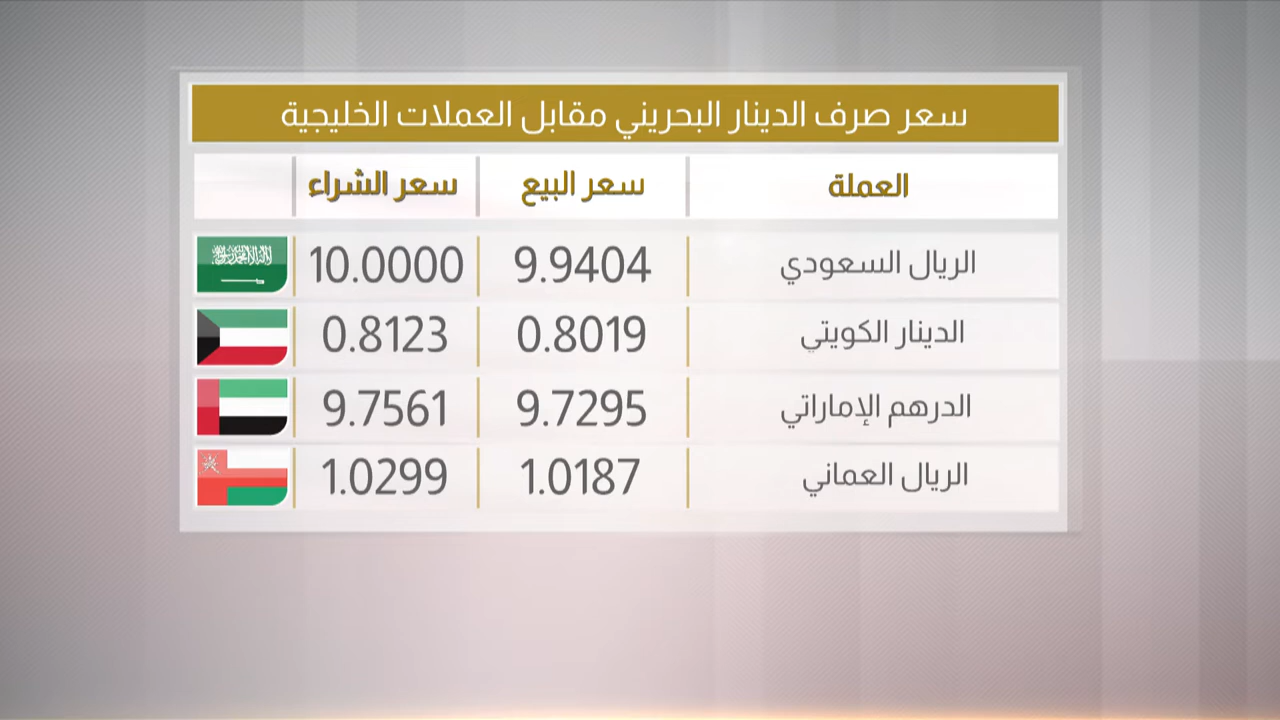 سعر صرف الدينار البحريني مقابل العملات الخليجية
العملة سعر البيع سعر الشراء
الريال السعودي 9.9404 10.0000
الدينار الكويتي 0.8019 0.8123
الدرهم الإماراتي 9.7295 9.7561
الريال العماني 1.0187 1.0299